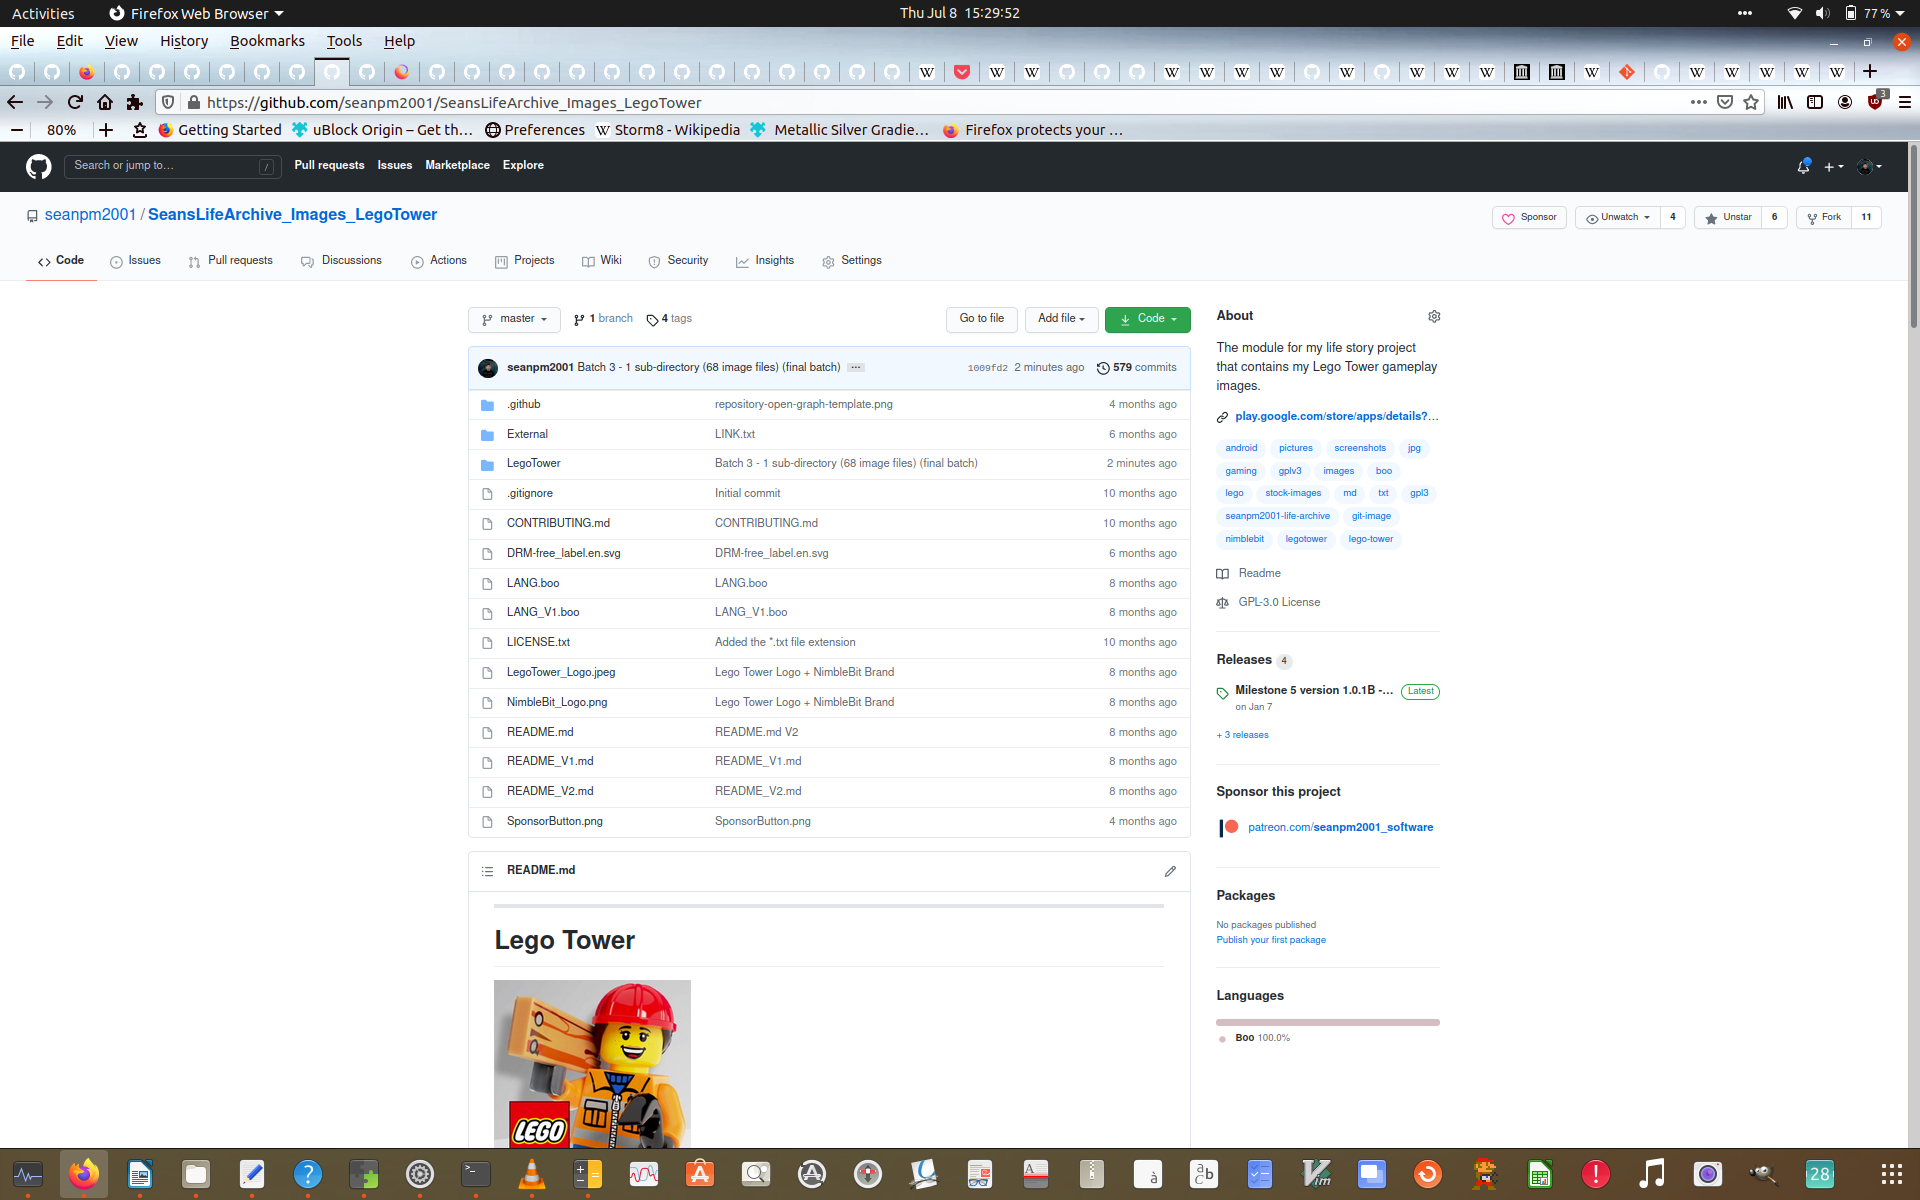 Activities Firefox Web Browser Thu Jul 8 15:29:52 77 %
File Edit View History Bookmarks Tools Help
https://github.com/seanpm2001/SeansLifeArchive_Images_LegoTower 3
80% Getting Started uBlock Origin – Get th… Preferences Storm8 - Wikipedia Metallic Silver Gradie… Firefox protects your …
Search or jump to… / Pull requests Issues Marketplace Explore
seanpm2001 / SeansLifeArchive_Images_LegoTower Sponsor Unwatch 4 Unstar 6 Fork 11
Code Issues Pull requests Discussions Actions Projects Wiki Security Insights Settings
master 1 branch 4 tags Go to file Add file Code
seanpm2001 Batch 3 - 1 sub-directory (68 image files) (final batch) 1009fd2 2 minutes ago 579 commits
.github repository-open-graph-template.png 4 months ago
External LINK.txt 6 months ago
LegoTower Batch 3 - 1 sub-directory (68 image files) (final batch) 2 minutes ago
.gitignore Initial commit 10 months ago
CONTRIBUTING.md CONTRIBUTING.md 10 months ago
DRM-free_label.en.svg DRM-free_label.en.svg 6 months ago
LANG.boo LANG.boo 8 months ago
LANG_V1.boo LANG_V1.boo 8 months ago
LICENSE.txt Added the *.txt file extension 10 months ago
LegoTower_Logo.jpeg Lego Tower Logo + NimbleBit Brand 8 months ago
NimbleBit_Logo.png Lego Tower Logo + NimbleBit Brand 8 months ago
README.md README.md V2 8 months ago
README_V1.md README_V1.md 8 months ago
README_V2.md README_V2.md 8 months ago
SponsorButton.png SponsorButton.png 4 months ago
README.md
Lego Tower
LEGO
About
The module for my life story project
that contains my Lego Tower gameplay
images.
play.google.com/store/apps/details?…
android pictures screenshots jpg
gaming gplv3 images boo
lego stock-images md txt gpl3
seanpm2001-life-archive git-image
nimblebit legotower lego-tower
Readme
GPL-3.0 License
Releases 4
Milestone 5 version 1.0.1B -… Latest
on Jan 7
+ 3 releases
Sponsor this project
patreon.com/seanpm2001_software
Packages
No packages published
Publish your first package
Languages
Boo 100.0%
28